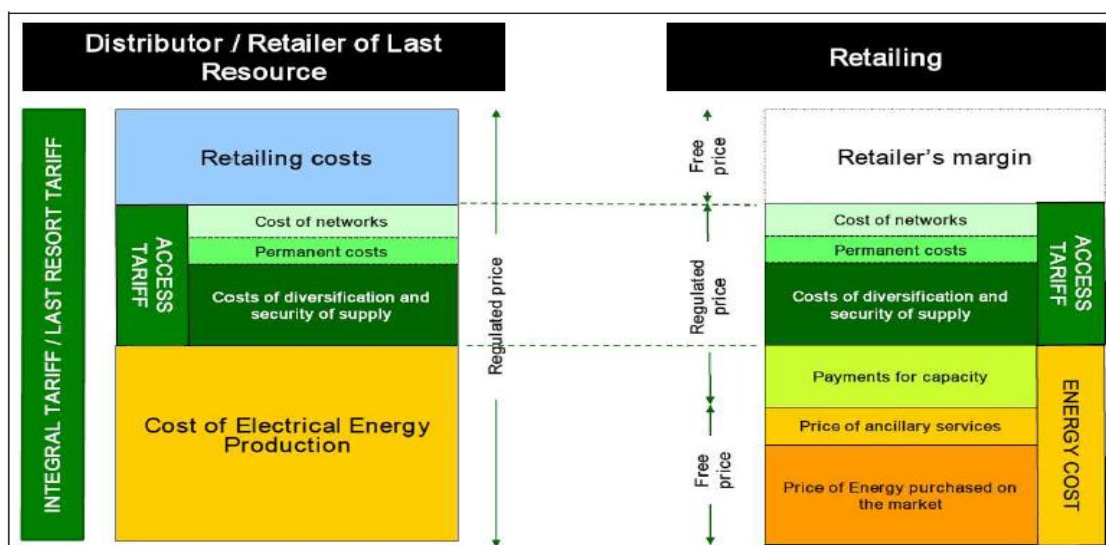 Distributor / Retailer of Last
Resource
Retailing
INTEGRAL TARIFF / LAST RESORT TARIFF
Retailing costs
ACCESS
TARIFF
Cost of networks
Permanent costs
Costs of diversification and
security of supply
Cost of Electrical Energy
Production
Regulated price
Free
price
Regulated
price
Free
price
Retailer's margin
Cost of networks
Permanent costs
Costs of diversification and
security of supply
ACCESS
TARIFF
Payments for capacity
Price of ancillary services
Price of Energy purchased on
the market
ENERGY COST